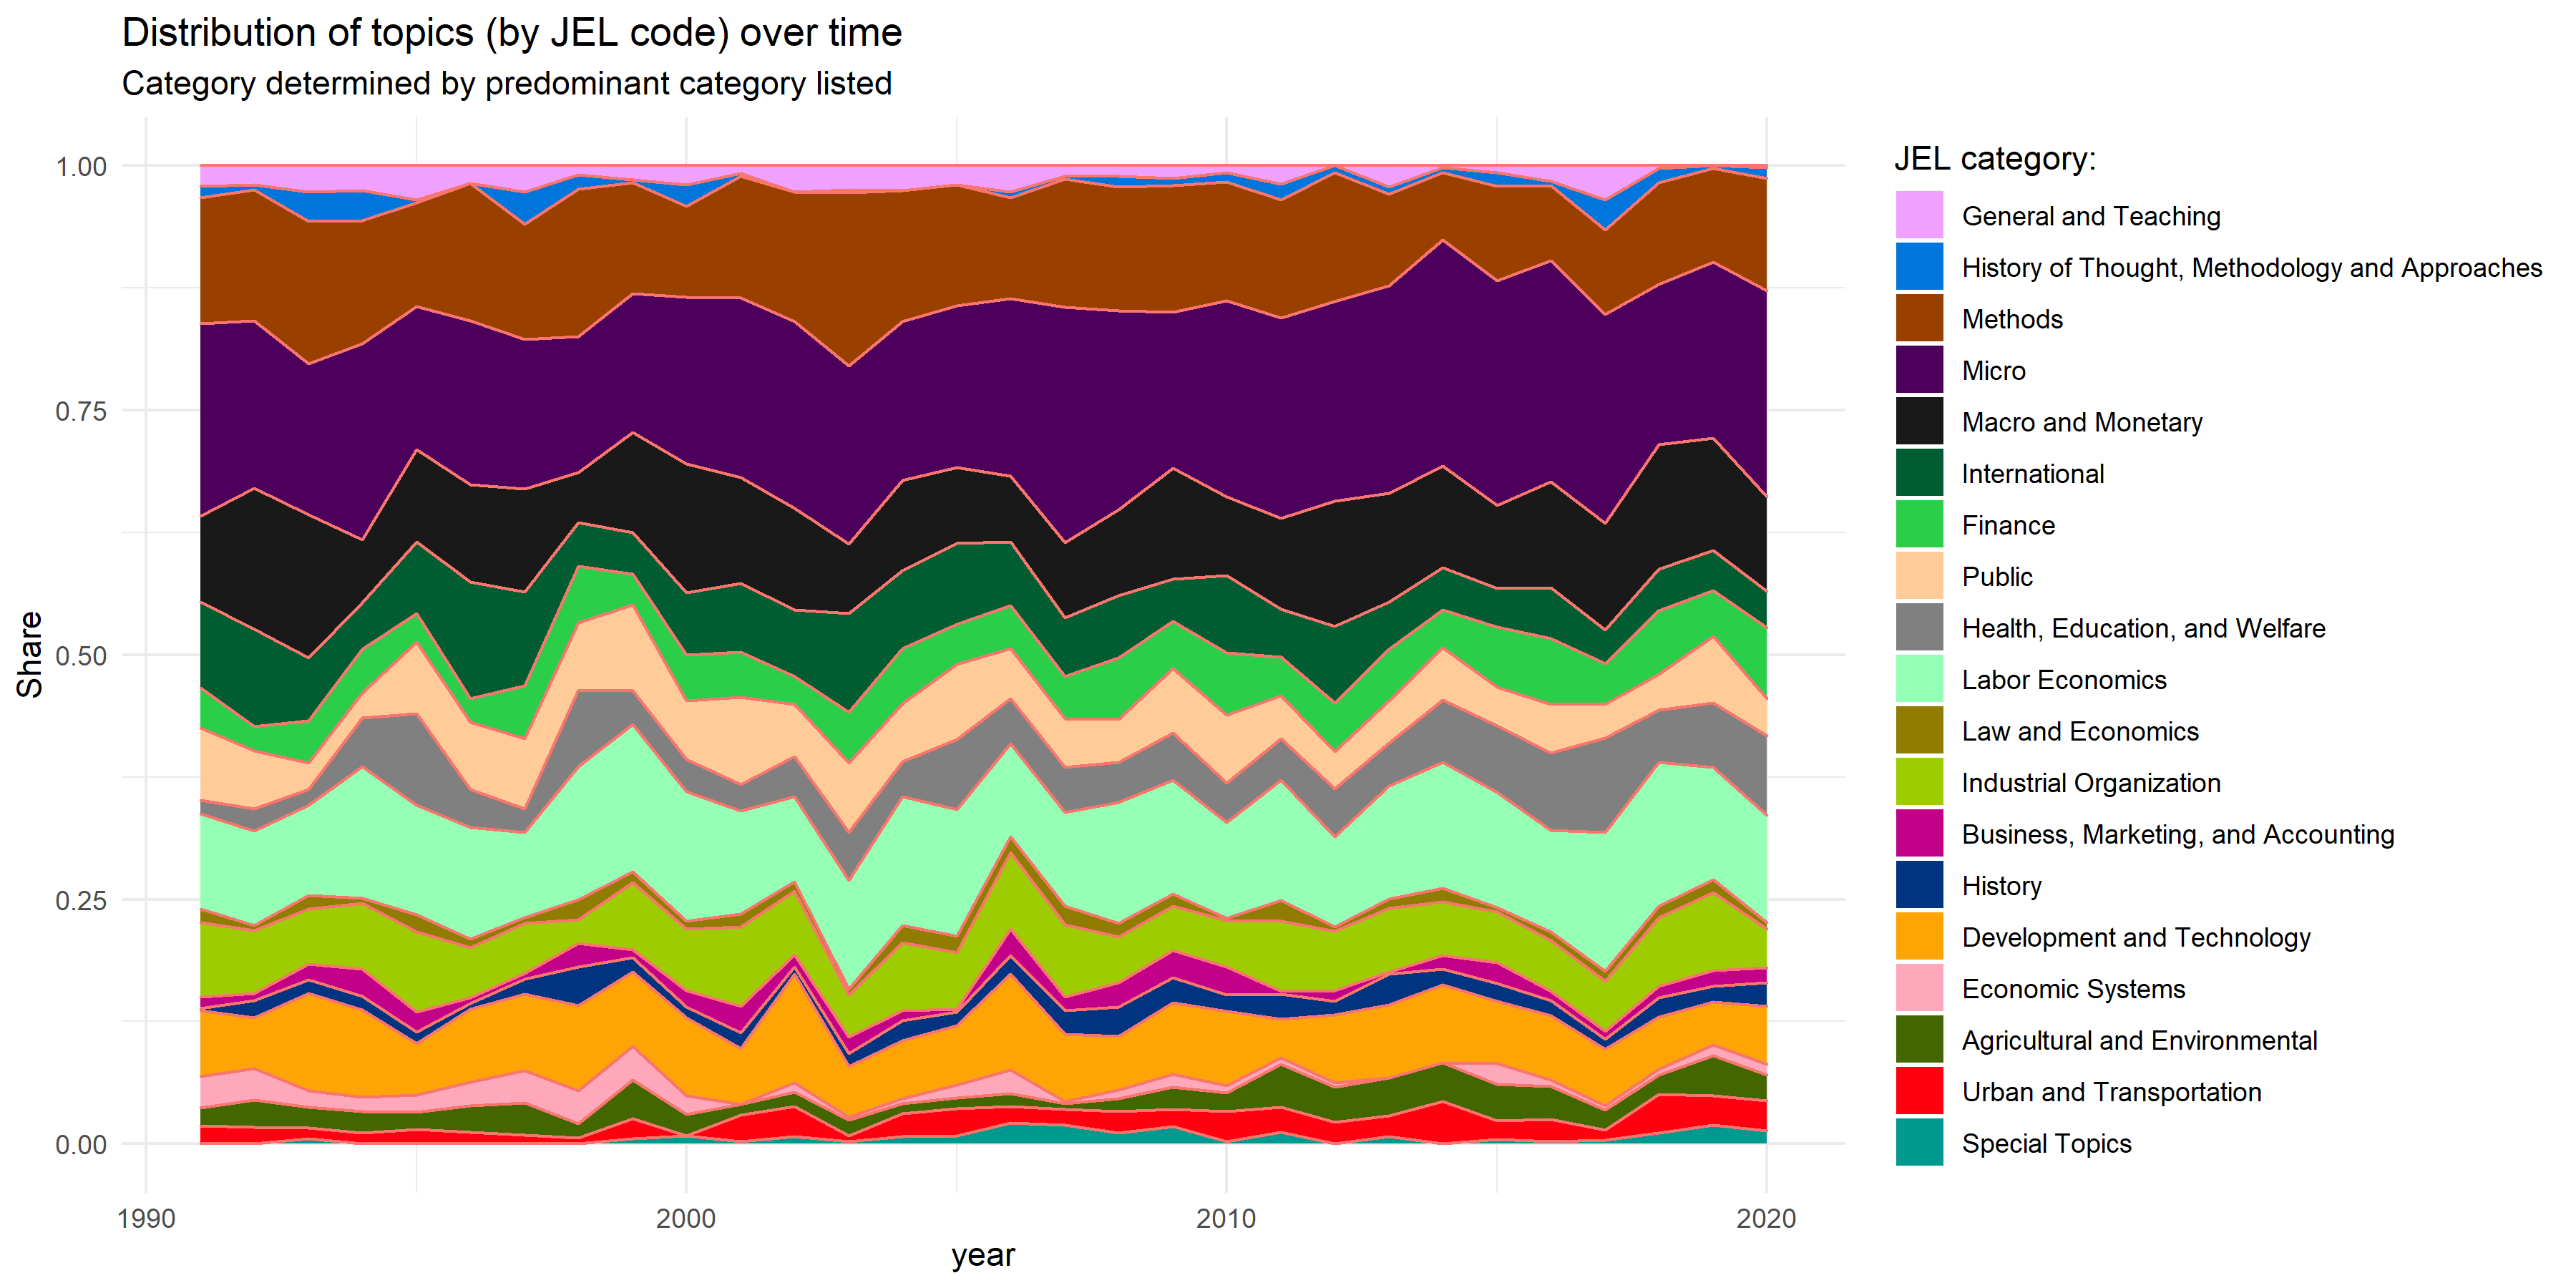 Distribution of topics (by JEL code) over time
Category determined by predominant category listed
1.00
0.75
0.50
0.25
0.00
Share
1990
2000
2010
2020
year
JEL category:
General and Teaching
History of Thought, Methodology and Approaches
Methods
Micro
Macro and Monetary
International
Finance
Public
Health, Education, and Welfare
Labor Economics
Law and Economics
Industrial Organization
Business, Marketing, and Accounting
History
Development and Technology
Economic Systems
Agricultural and Environmental
Urban and Transportation
Special Topics